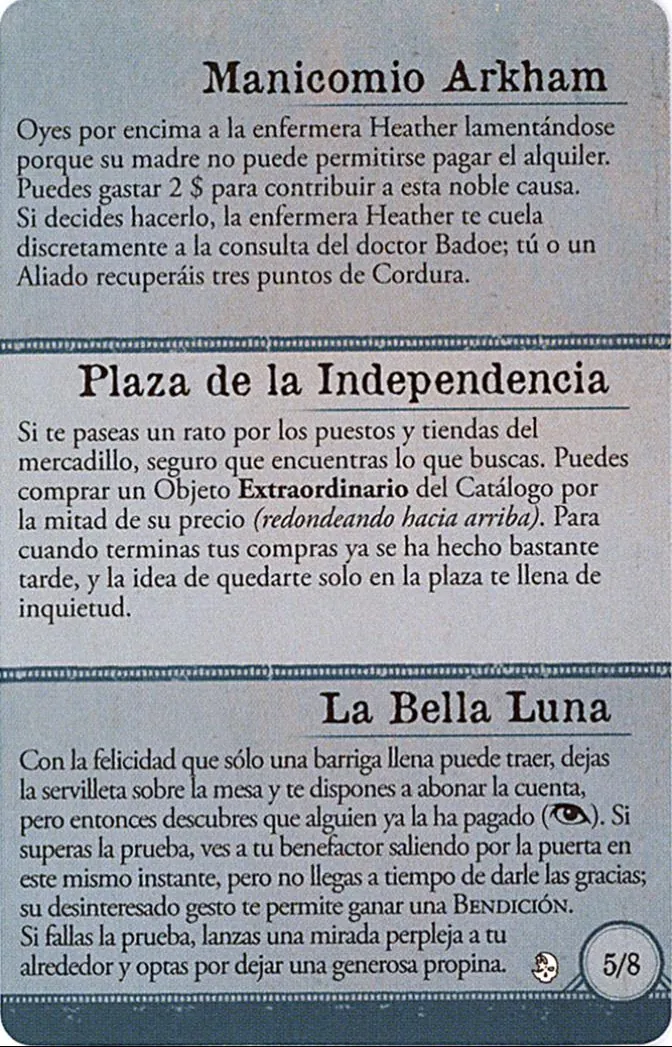 Manicomio Arkham
Oyes por encima a la enfermera Heather lamentándose
porque su madre no puede permitirse pagar el alquiler.
Puedes gastar 2 $ para contribuir a esta noble causa.
Si decides hacerlo, la enfermera Heather te cuela
discretamente a la consulta del doctor Badoe; tú o un
Aliado recuperáis tres puntos de Cordura.
Plaza de la Independencia
Si te paseas un rato por los puestos y tiendas del
mercadillo, seguro que encuentras lo que buscas. Puedes
comprar un Objeto Extraordinario del Catálogo por
la mitad de su precio (redondeando hacia arriba). Para
cuando terminas tus compras ya se ha hecho bastante
tarde, y la idea de quedarte solo en la plaza te llena de
inquietud.
La Bella Luna
Con la felicidad que sólo una barriga llena puede traer, dejas
la servilleta sobre la mesa y te dispones a abonar la cuenta,
pero entonces descubres que alguien ya la ha pagado (). Si
superas la prueba, ves a tu benefactor saliendo por la puerta en
este mismo instante, pero no llegas a tiempo de darle las gracias;
su desinteresado gesto te permite ganar una BENDICIÓN.
Si fallas la prueba, lanzas una mirada perpleja a tu
alrededor y optas por dejar una generosa propina.
5/8